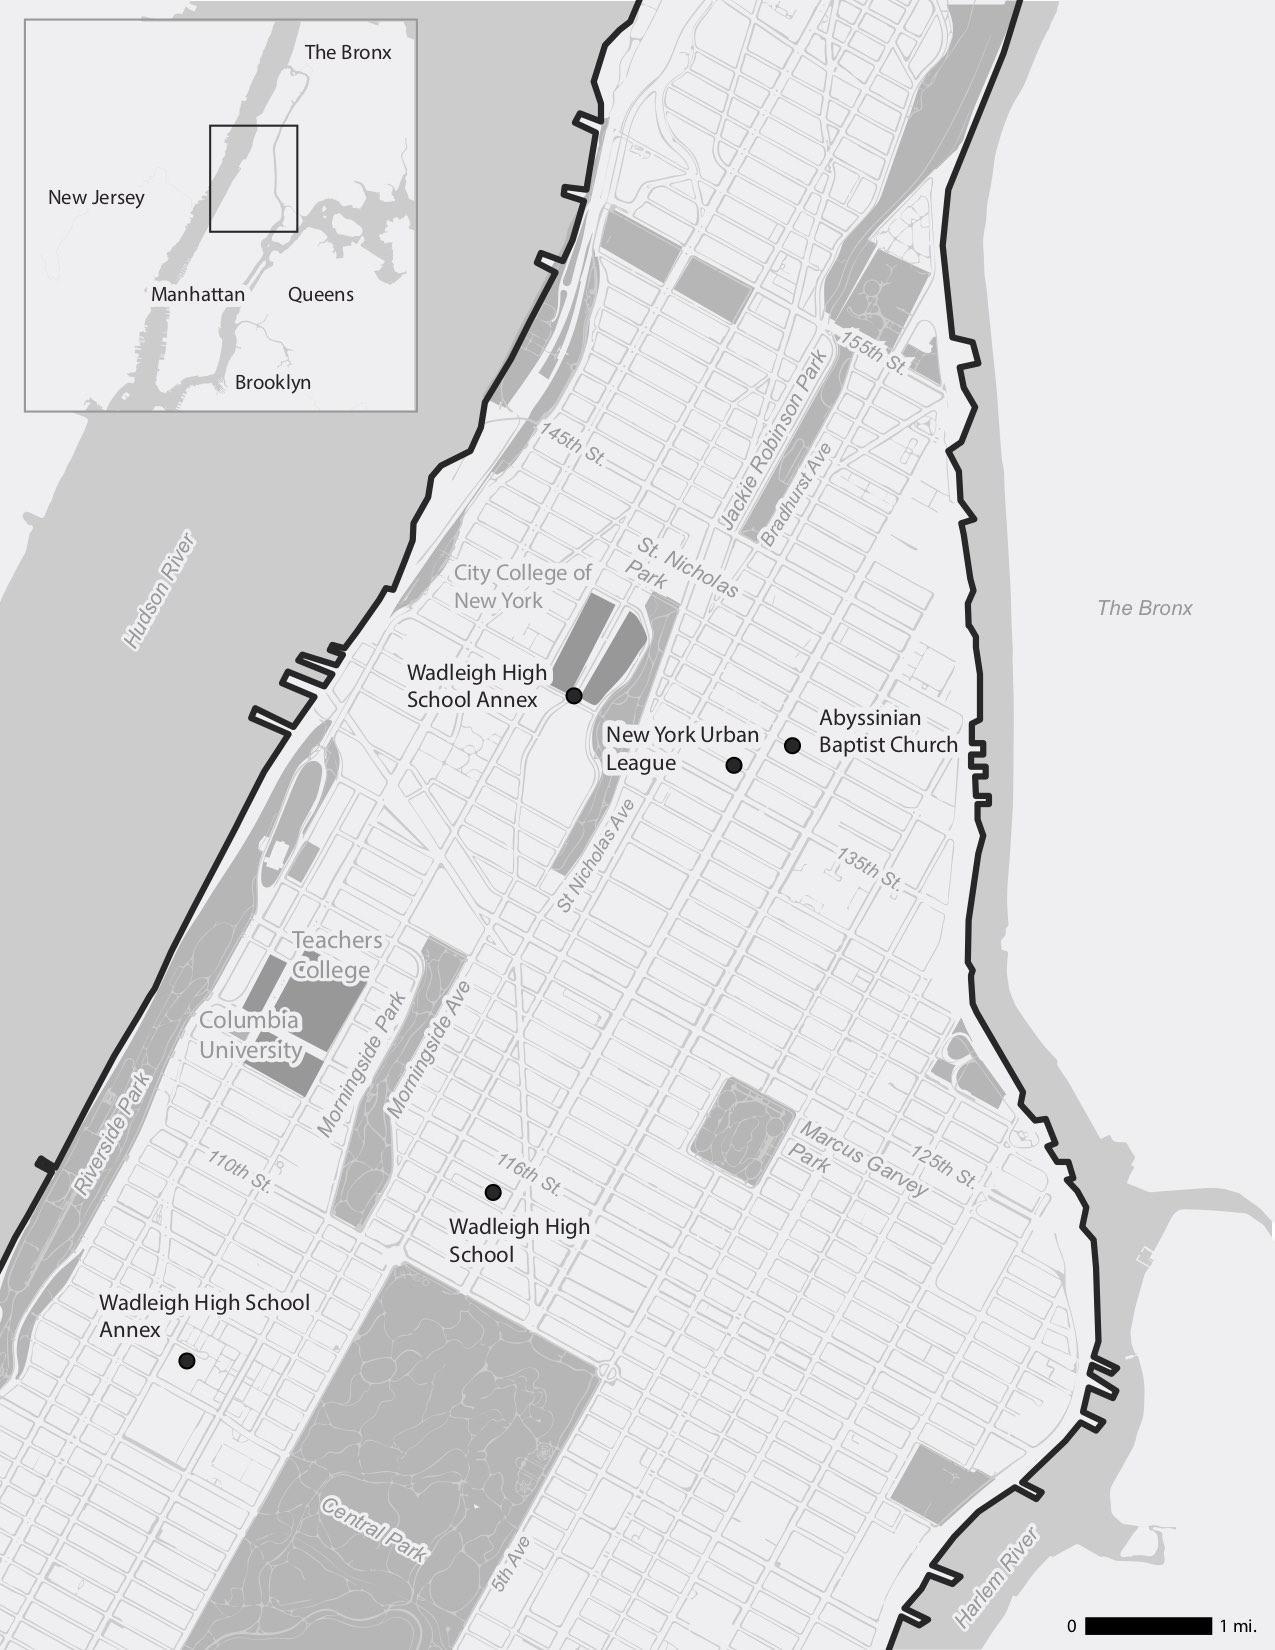 The Bronx
New Jersey
Manhattan
Queens
Brooklyn
155th St.
145th St.
Jackie Robinson Park
Bradhurst Ave
Hudson River
St. Nicholas
Park
City College of
New York
The Bronx
Wadleigh High
School Annex
New York Urban
League
Abyssinian
Baptist Church
135th St.
St Nicholas Ave
Teachers
College
Columbia
University
Morningside Park
Morningside Ave
Riverside Park
110th St.
116th St.
Marcus Garvey
Park
125th St.
Wadleigh High
School
Wadleigh High School
Annex
Central Park
5th Ave
Harlem River
0 1 mi.